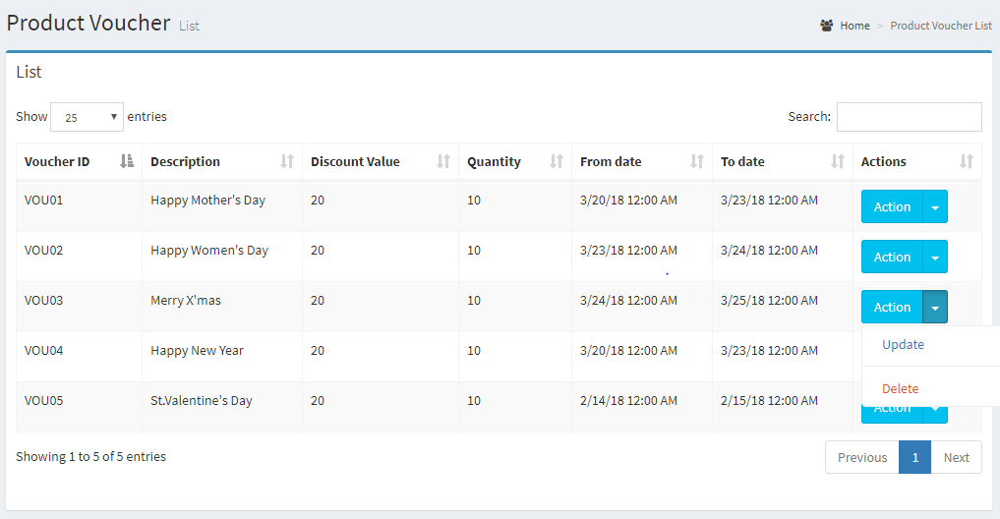 Product Voucher List
Home > Product Voucher List
List
Show 25 entries
Search:
Voucher ID Description Discount Value Quantity From date To date Actions
VOU01 Happy Mother's Day 20 10 3/20/18 12:00 AM 3/23/18 12:00 AM Action
VOU02 Happy Women's Day 20 10 3/23/18 12:00 AM 3/24/18 12:00 AM Action
VOU03 Merry X'mas 20 10 3/24/18 12:00 AM 3/25/18 12:00 AM Action
VOU04 Happy New Year 20 10 3/20/18 12:00 AM 3/23/18 12:00 AM Update
Delete
VOU05 St.Valentine's Day 20 10 2/14/18 12:00 AM 2/15/18 12:00 AM Action
Showing 1 to 5 of 5 entries
Previous 1 Next